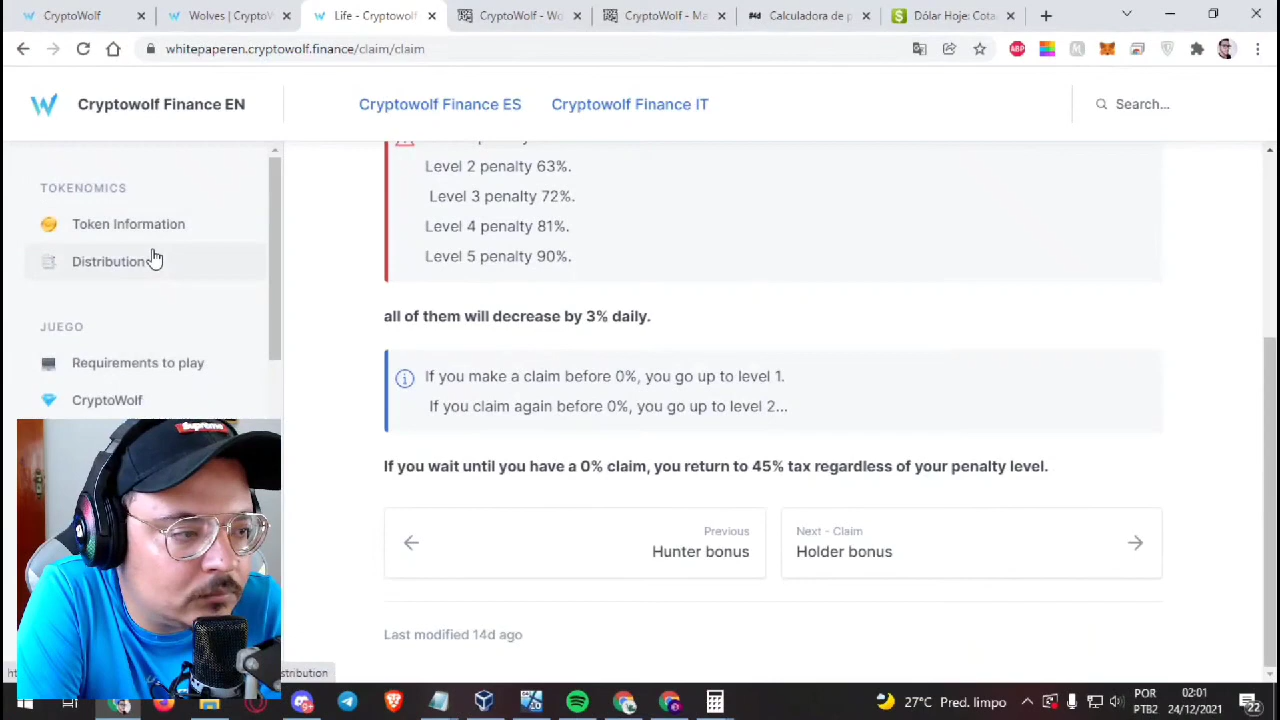 CryptoWolf
Wolves | CryptoV
Life - Cryptowolf
CryptoWolf - Wo
CryptoWolf - Ma
Calculadora de p
Dólar Hoje: Cota
whitepaperen.cryptowolf.finance/claim/claim
Cryptowolf Finance EN
Cryptowolf Finance ES
Cryptowolf Finance IT
Search...
TOKENOMICS
Token Information
Distribution
JUEGO
Requirements to play
CryptoWolf
Level 2 penalty 63%.
Level 3 penalty 72%.
Level 4 penalty 81%.
Level 5 penalty 90%.
all of them will decrease by 3% daily.
If you make a claim before 0%, you go up to level 1.
If you claim again before 0%, you go up to level 2...
If you wait until you have a 0% claim, you return to 45% tax regardless of your penalty level.
Previous
Hunter bonus
Next - Claim
Holder bonus
Last modified 14d ago
stribution
Supreme
27°C Pred. limpo
POR
PTB2
02:01
24/12/2021
22